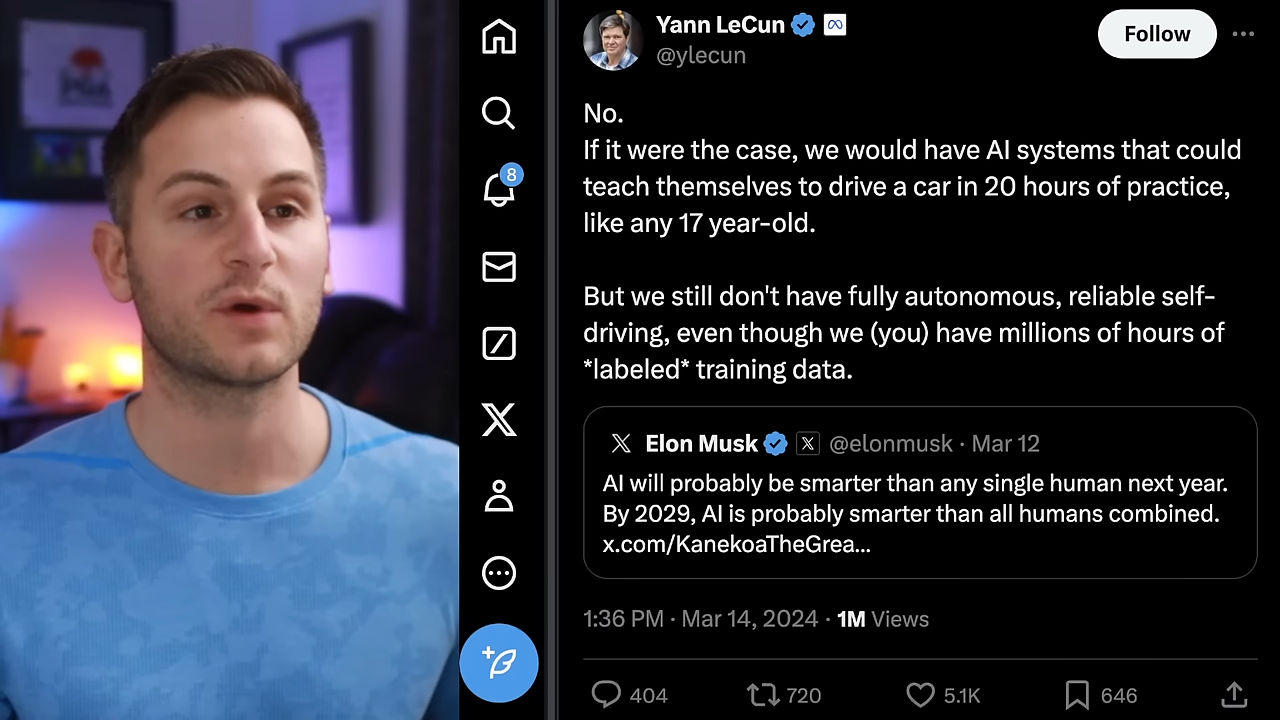 Yann LeCun
@ylecun
Follow
No.
If it were the case, we would have AI systems that could
teach themselves to drive a car in 20 hours of practice,
like any 17 year-old.
But we still don't have fully autonomous, reliable self-
driving, even though we (you) have millions of hours of
*labeled* training data.
Elon Musk @elonmusk · Mar 12
AI will probably be smarter than any single human next year.
By 2029, AI is probably smarter than all humans combined.
x.com/KanekoaTheGrea...
1:36 PM · Mar 14, 2024 · 1M Views
404 720 5.1K 646
8